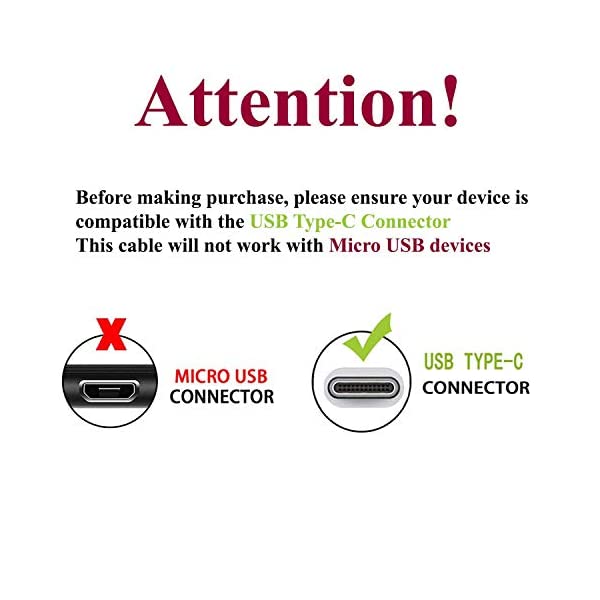 Attention!
Before making purchase, please ensure your device is
compatible with the USB Type-C Connector
This cable will not work with Micro USB devices
X
MICRO USB
CONNECTOR
USB TYPE-C
CONNECTOR